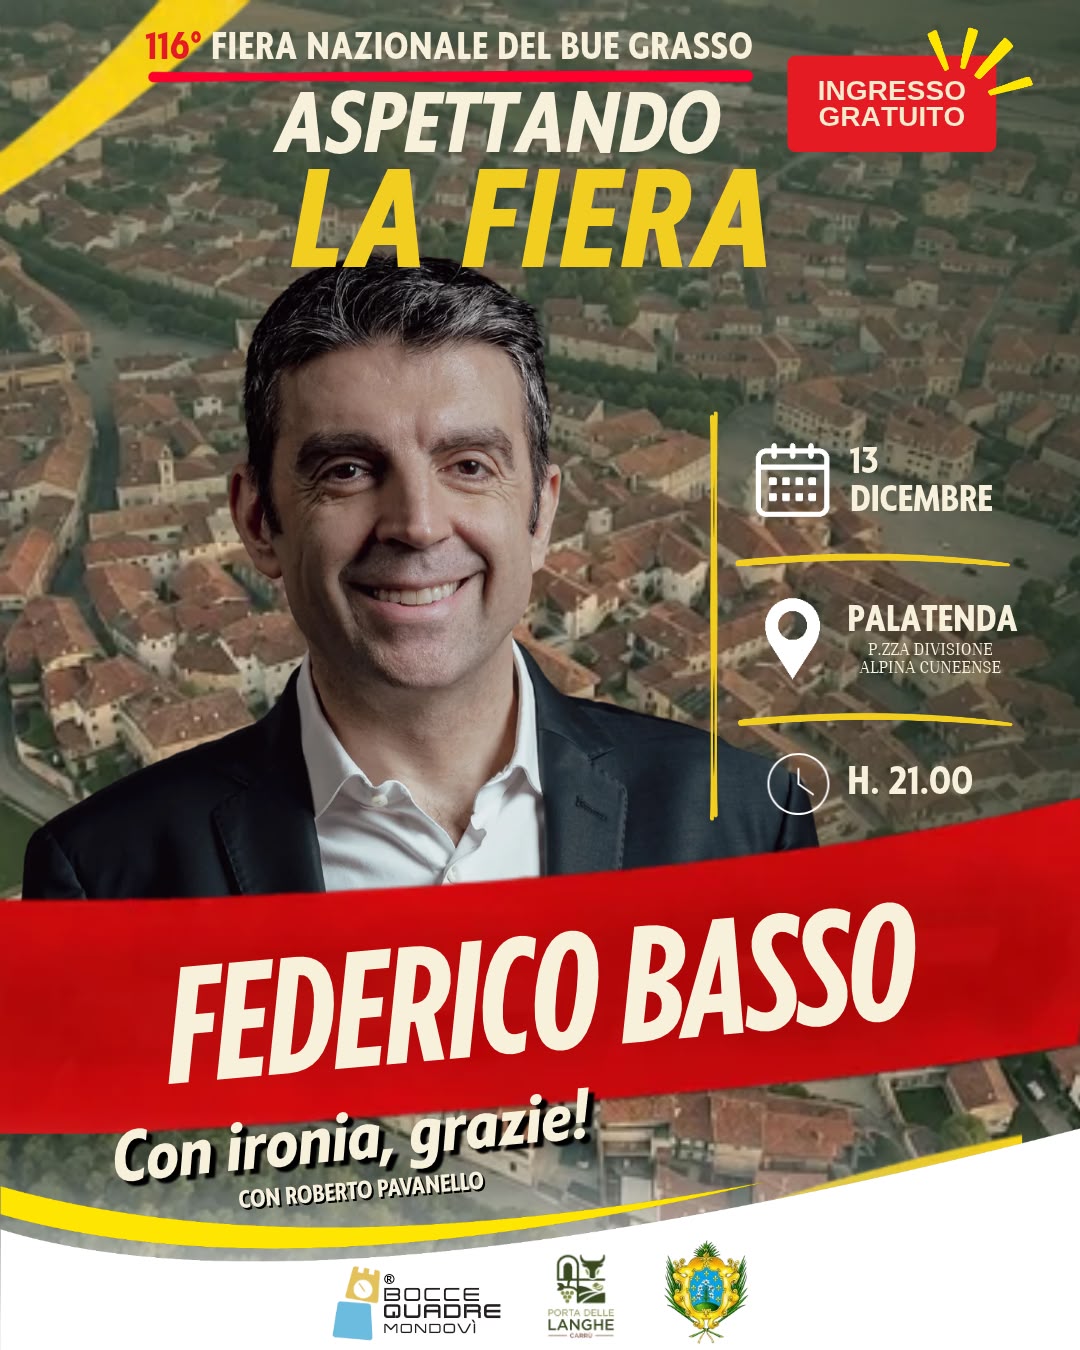 116° FIERA NAZIONALE DEL BUE GRASSO
ASPETTANDO
LA FIERA
INGRESSO
GRATUITO
13
DICEMBRE
PALATENDA
P.ZZA DIVISIONE
ALPINA CUNEENSE
H. 21.00
FEDERICO BASSO
Con ironia, grazie!
CON ROBERTO PAVANELLO
®
BOCCE
QUADRE
MONDOVÌ
PORTA DELLE
LANGHE
CARRÙ